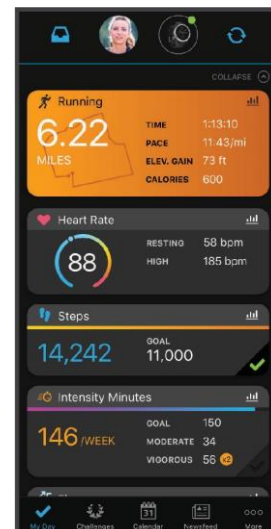 COLLAPSE
Running
6.22
MILES
TIME 1:13:10
PACE 11:43/mi
ELEV. GAIN 73 ft
CALORIES 600
Heart Rate
88
RESTING 58 bpm
HIGH 185 bpm
Steps
14,242
GOAL
11,000
Intensity Minutes
146 /WEEK
GOAL 150
MODERATE 34
VIGOROUS 56 x2
31
My Day Challenges Calendar Newsfeed More